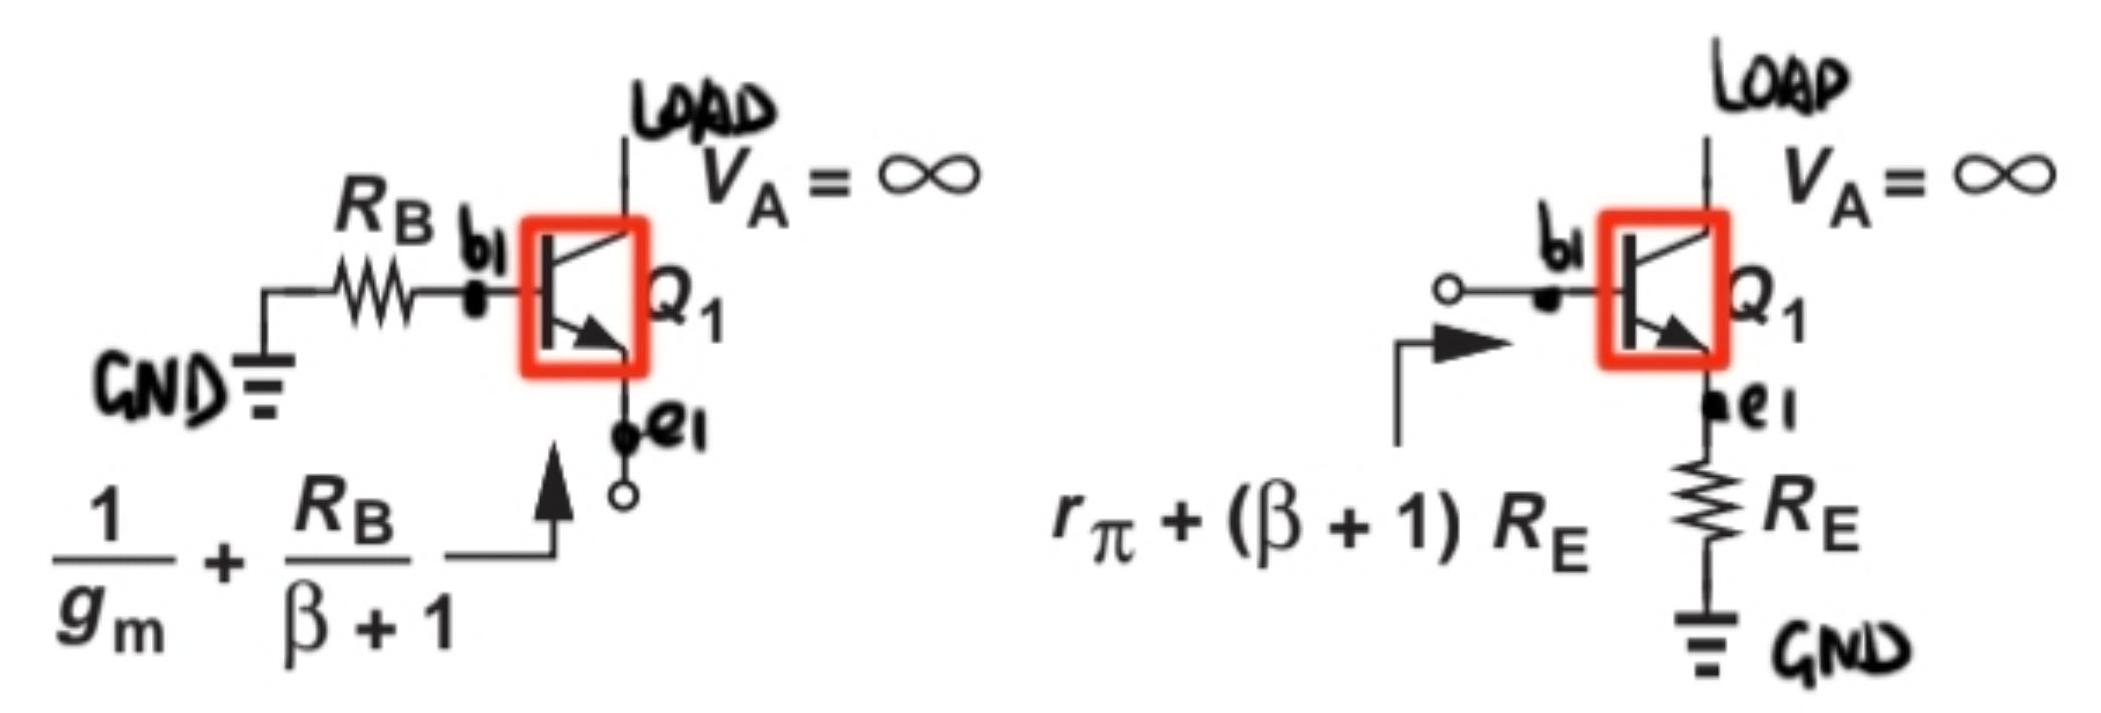 LOAD
V_A = ∞
R_B
b1
Q_1
GND
e1
1/g_m + R_B/(β + 1)
LOAD
V_A = ∞
b1
Q_1
e1
r_π + (β + 1) R_E
R_E
GND